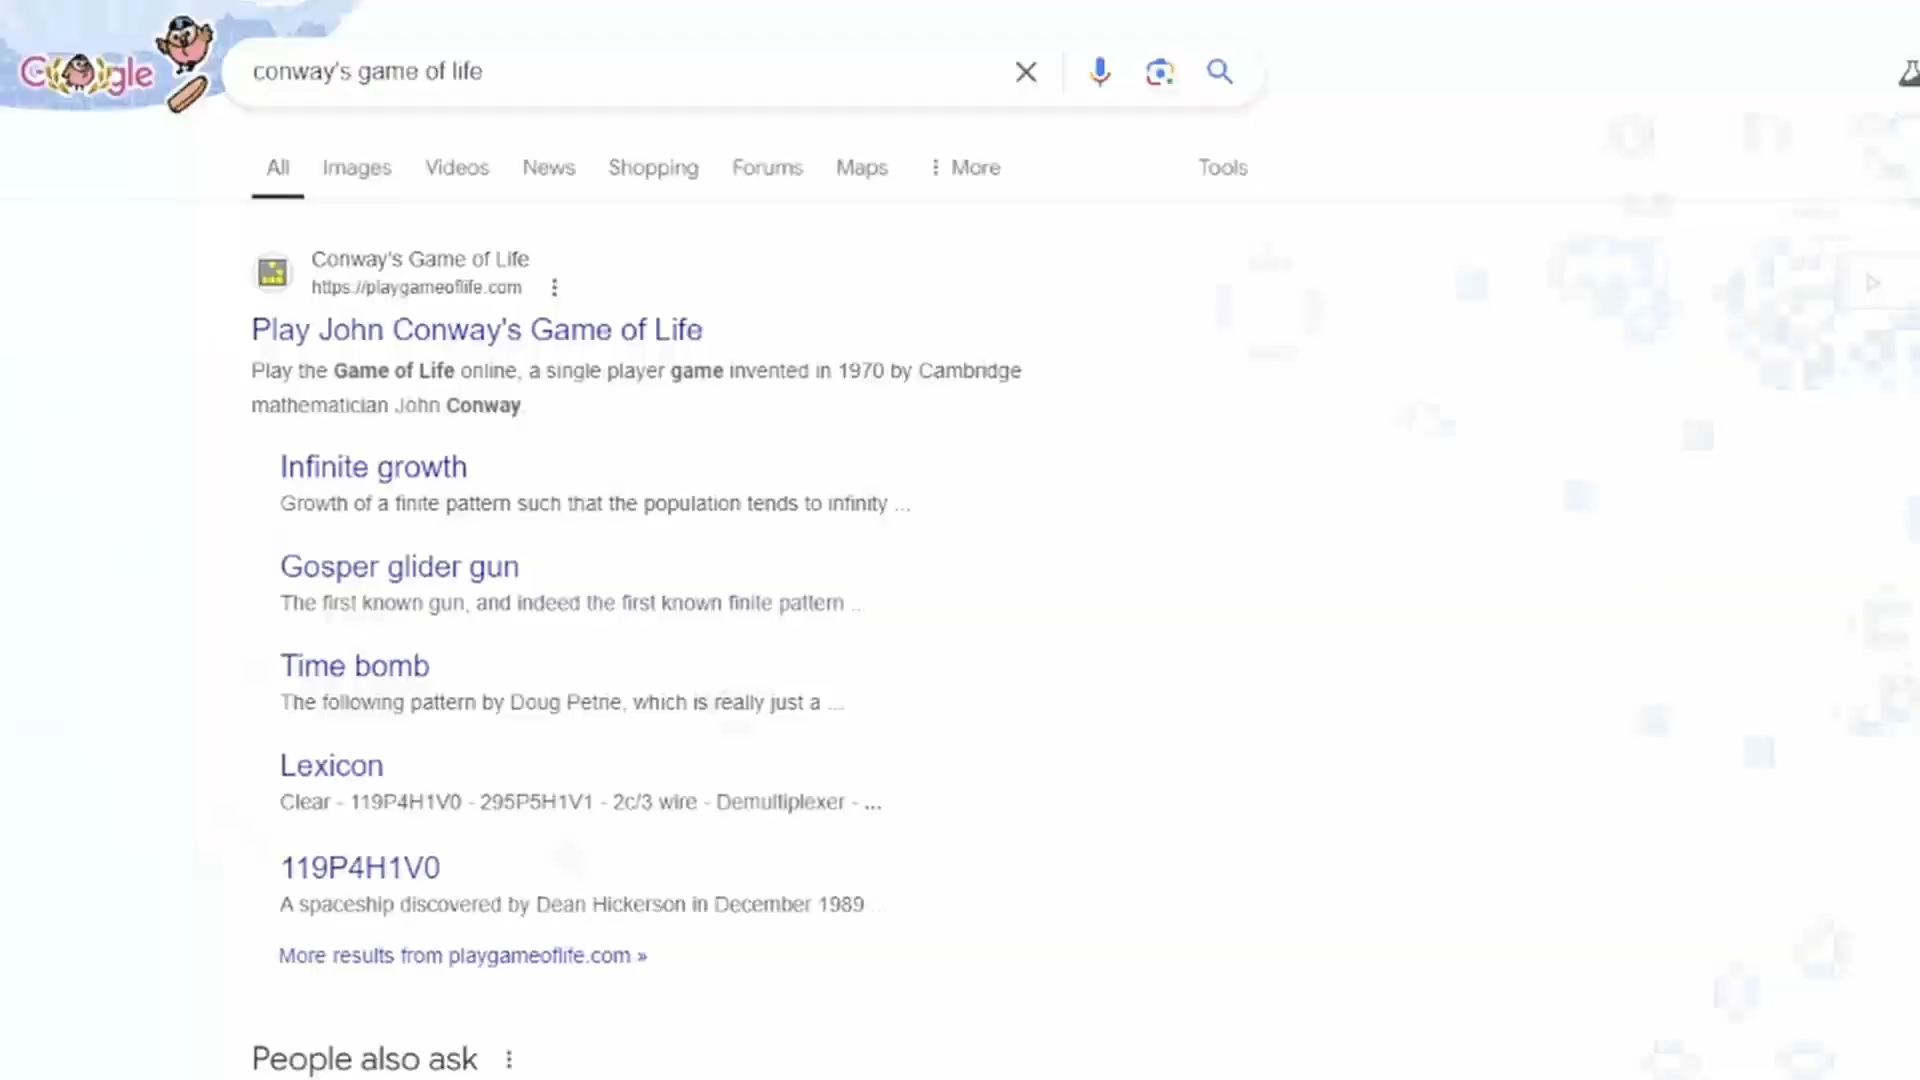 Google
conway's game of life
All Images Videos News Shopping Forums Maps More Tools
Conway's Game of Life
https://playgameoflife.com
Play John Conway's Game of Life
Play the Game of Life online, a single player game invented in 1970 by Cambridge
mathematician John Conway.
Infinite growth
Growth of a finite pattern such that the population tends to infinity ...
Gosper glider gun
The first known gun, and indeed the first known finite pattern ...
Time bomb
The following pattern by Doug Petrie, which is really just a ...
Lexicon
Clear - 119P4H1V0 - 295P5H1V1 - 2c/3 wire - Demultiplexer - ...
119P4H1V0
A spaceship discovered by Dean Hickerson in December 1989 ...
More results from playgameoflife.com »
People also ask